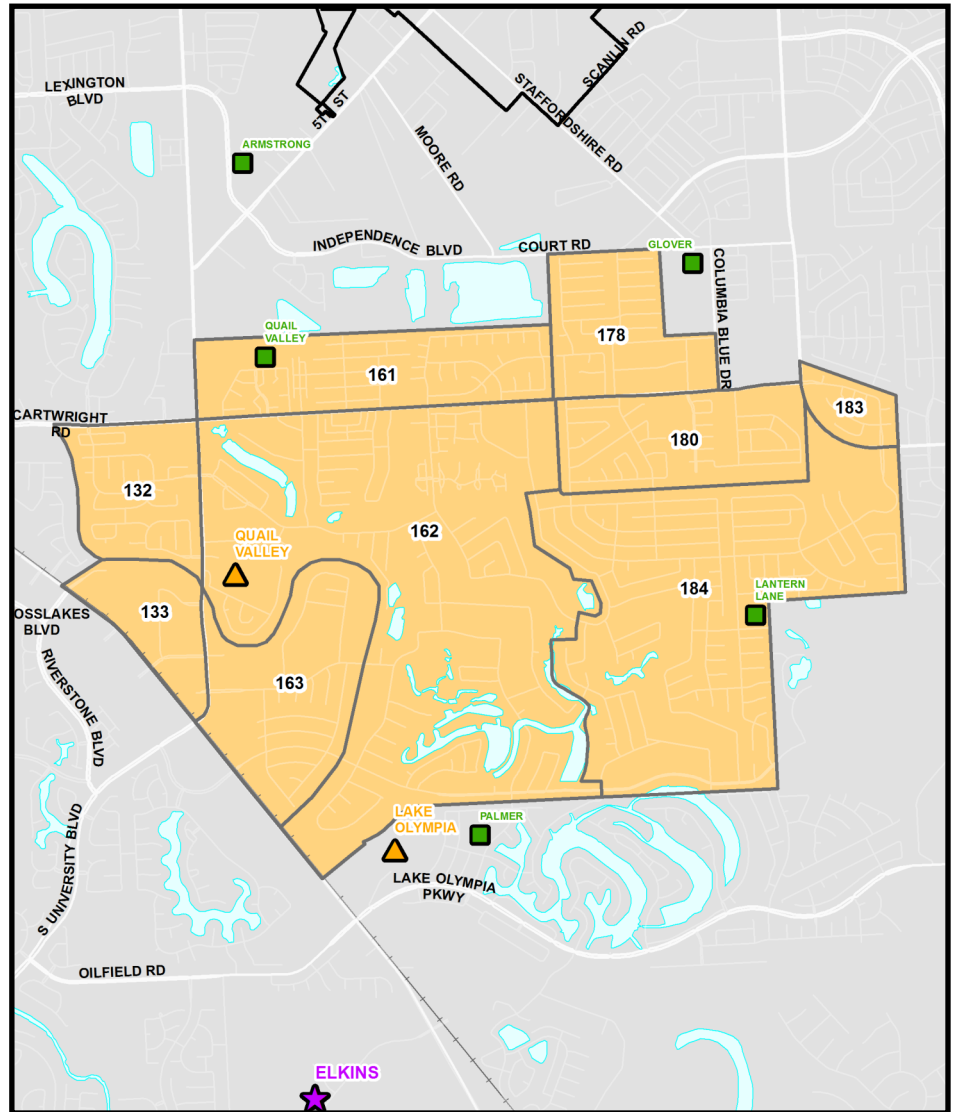 LEXINGTON
BLVD
5TH ST
SCANLIN RD
STAFFORDSHIRE RD
MOORE RD
ARMSTRONG
INDEPENDENCE BLVD
COURT RD
GLOVER
COLUMBIA BLUE DR
QUAIL
VALLEY
178
161
183
CARTWRIGHT
RD
180
132
162
QUAIL
VALLEY
184
LANTERN
LANE
133
OSSLAKES
BLVD
163
RIVERSTONE BLVD
LAKE
OLYMPIA
PALMER
S UNIVERSITY BLVD
LAKE OLYMPIA
PKWY
OILFIELD RD
ELKINS